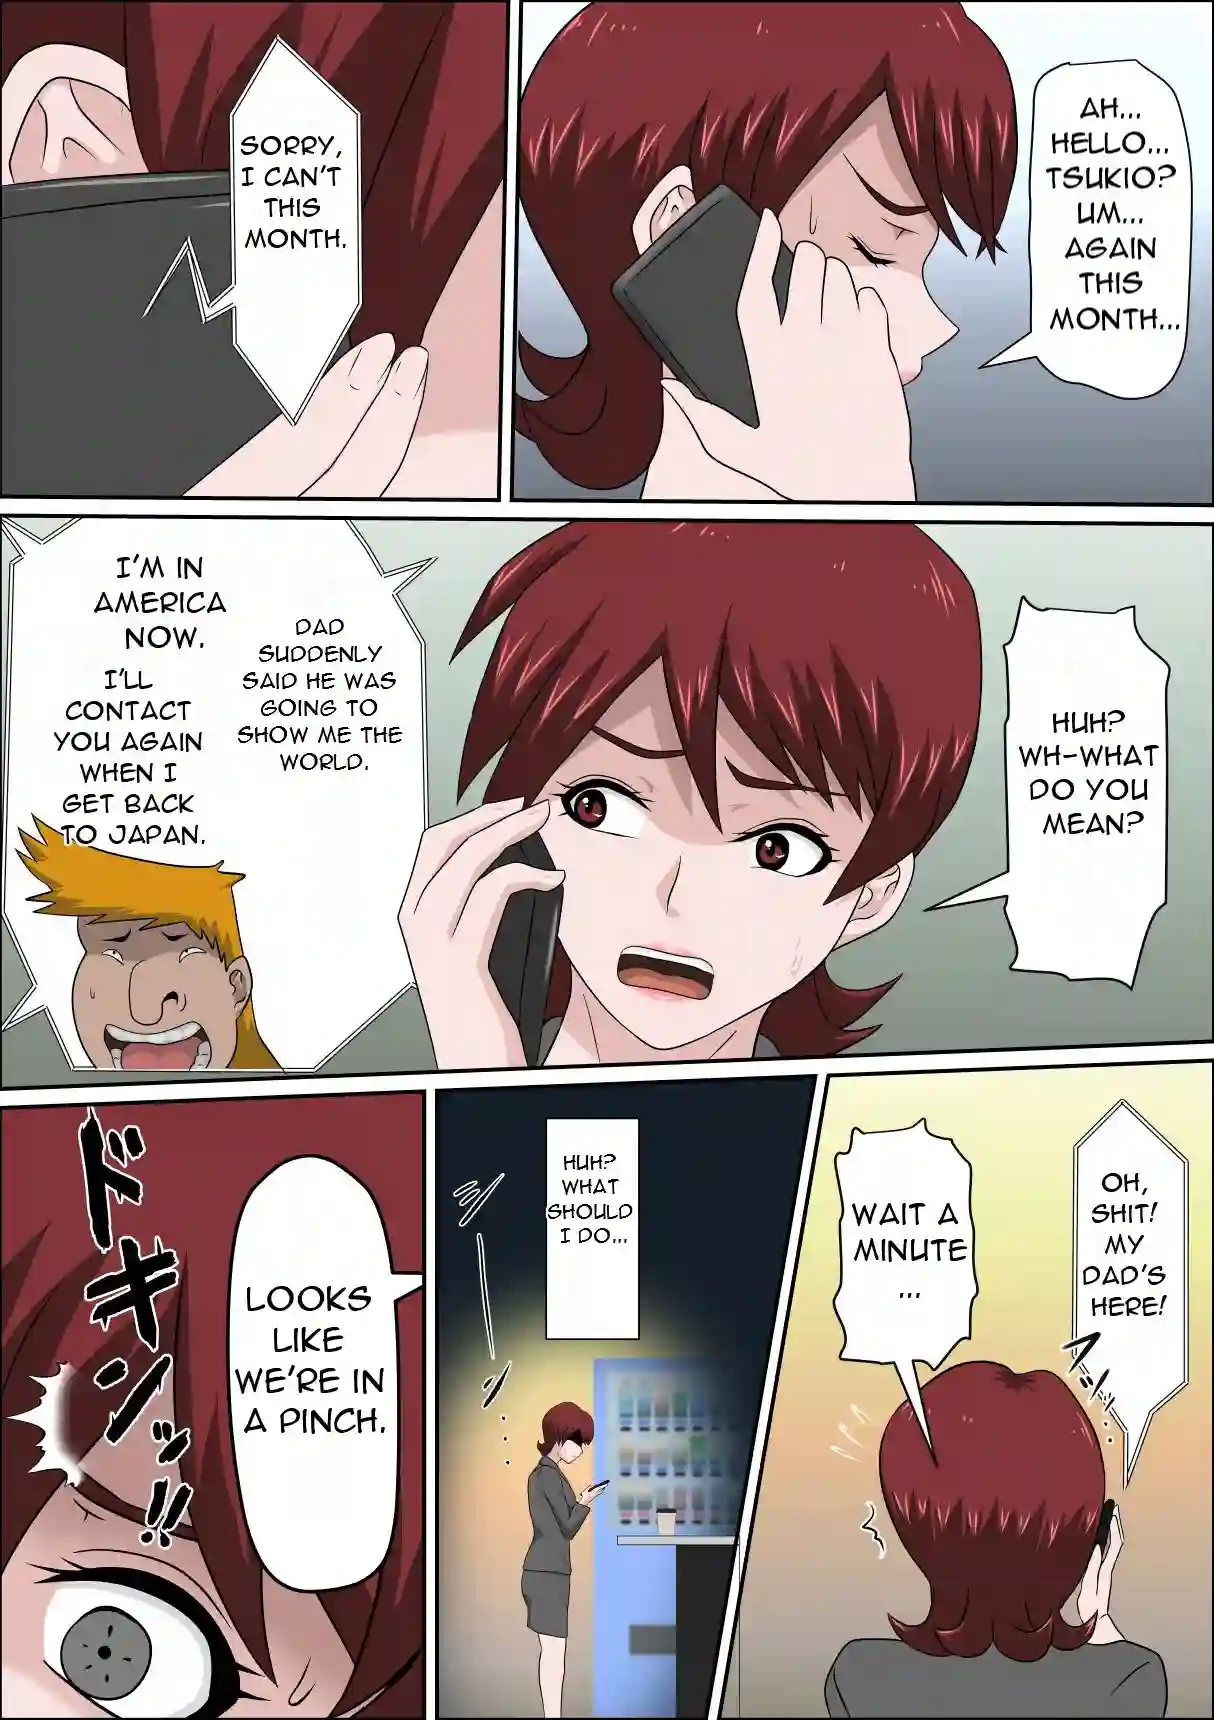 AH...
HELLO...
TSUKIO?
UM...
AGAIN
THIS
MONTH...
SORRY,
I CAN'T
THIS
MONTH.
HUH?
WH-WHAT
DO YOU
MEAN?
DAD
SUDDENLY
SAID HE WAS
GOING TO
SHOW ME THE
WORLD.
I'M IN
AMERICA
NOW.
I'LL
CONTACT
YOU AGAIN
WHEN I
GET BACK
TO JAPAN.
OH,
SHIT!
MY
DAD'S
HERE!
WAIT A
MINUTE
...
HUH?
WHAT
SHOULD
I DO...
LOOKS
LIKE
WE'RE IN
A PINCH.
ドキンッ!!